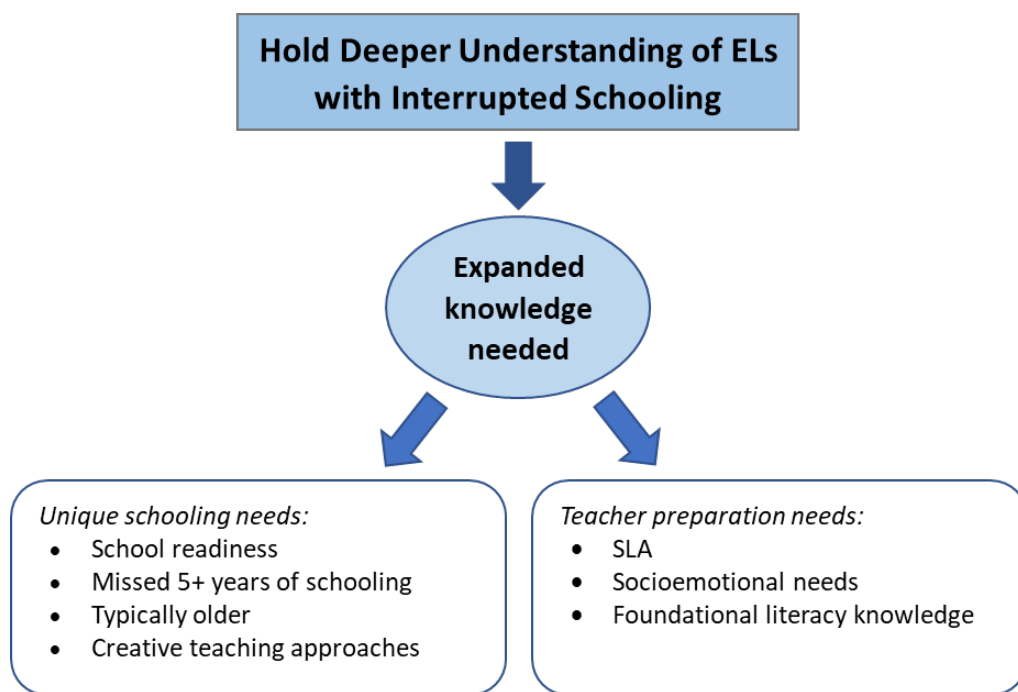 Hold Deeper Understanding of ELs
with Interrupted Schooling
Expanded
knowledge
needed
Unique schooling needs:
• School readiness
• Missed 5+ years of schooling
• Typically older
• Creative teaching approaches
Teacher preparation needs:
• SLA
• Socioemotional needs
• Foundational literacy knowledge